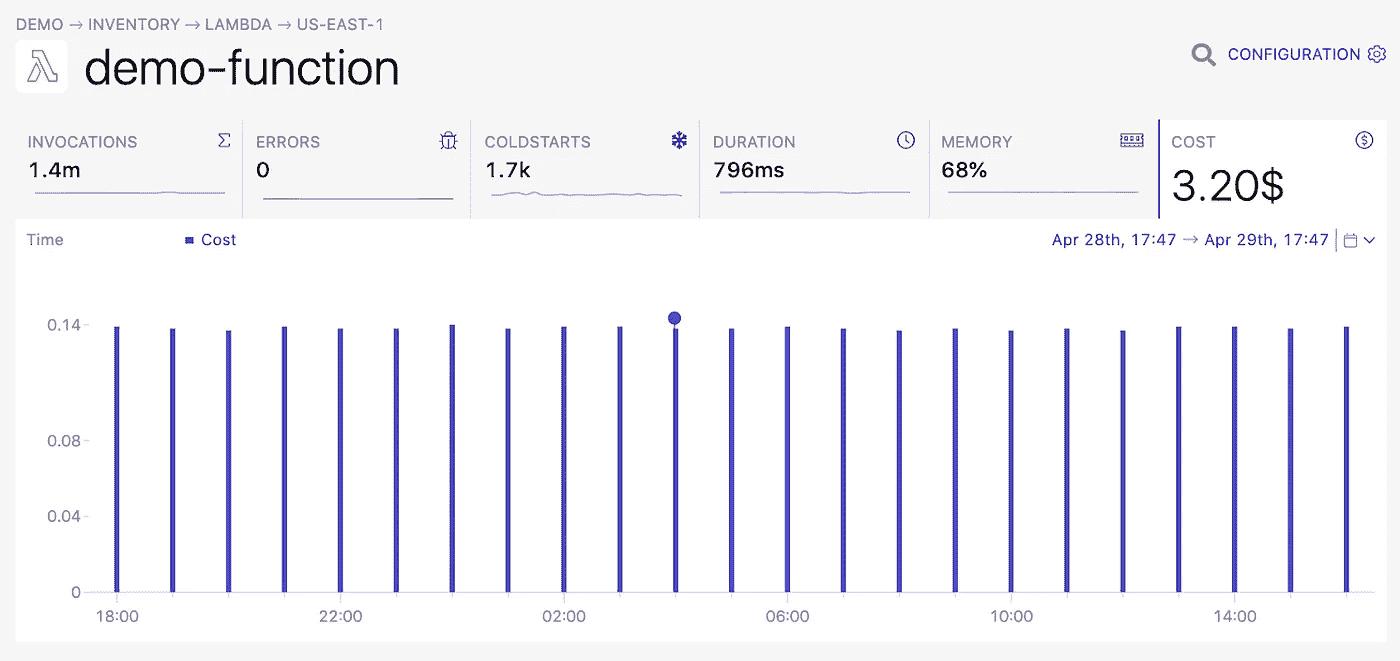 DEMO → INVENTORY → LAMBDA → US-EAST-1
demo-function
CONFIGURATION
INVOCATIONS
1.4m
ERRORS
0
COLDSTARTS
1.7k
DURATION
796ms
MEMORY
68%
COST
3.20$
Time
Cost
Apr 28th, 17:47 → Apr 29th, 17:47
0.14
0.08
0.04
0
18:00 22:00 02:00 06:00 10:00 14:00